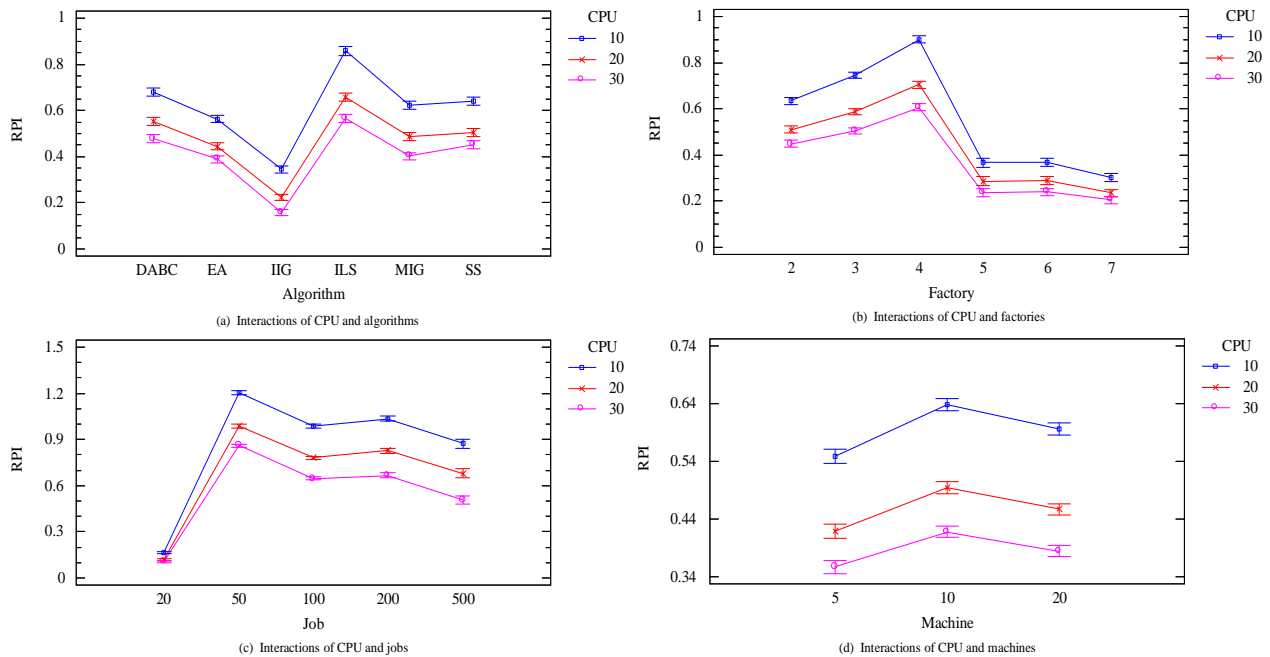 CPU
10
20
30
RPI
1
0.8
0.6
0.4
0.2
0
DABC EA IIG ILS MIG SS
Algorithm
(a) Interactions of CPU and algorithms
CPU
10
20
30
RPI
1
0.8
0.6
0.4
0.2
0
2 3 4 5 6 7
Factory
(b) Interactions of CPU and factories
CPU
10
20
30
RPI
1.5
1.2
0.9
0.6
0.3
0
20 50 100 200 500
Job
(c) Interactions of CPU and jobs
CPU
10
20
30
RPI
0.74
0.64
0.54
0.44
0.34
5 10 20
Machine
(d) Interactions of CPU and machines